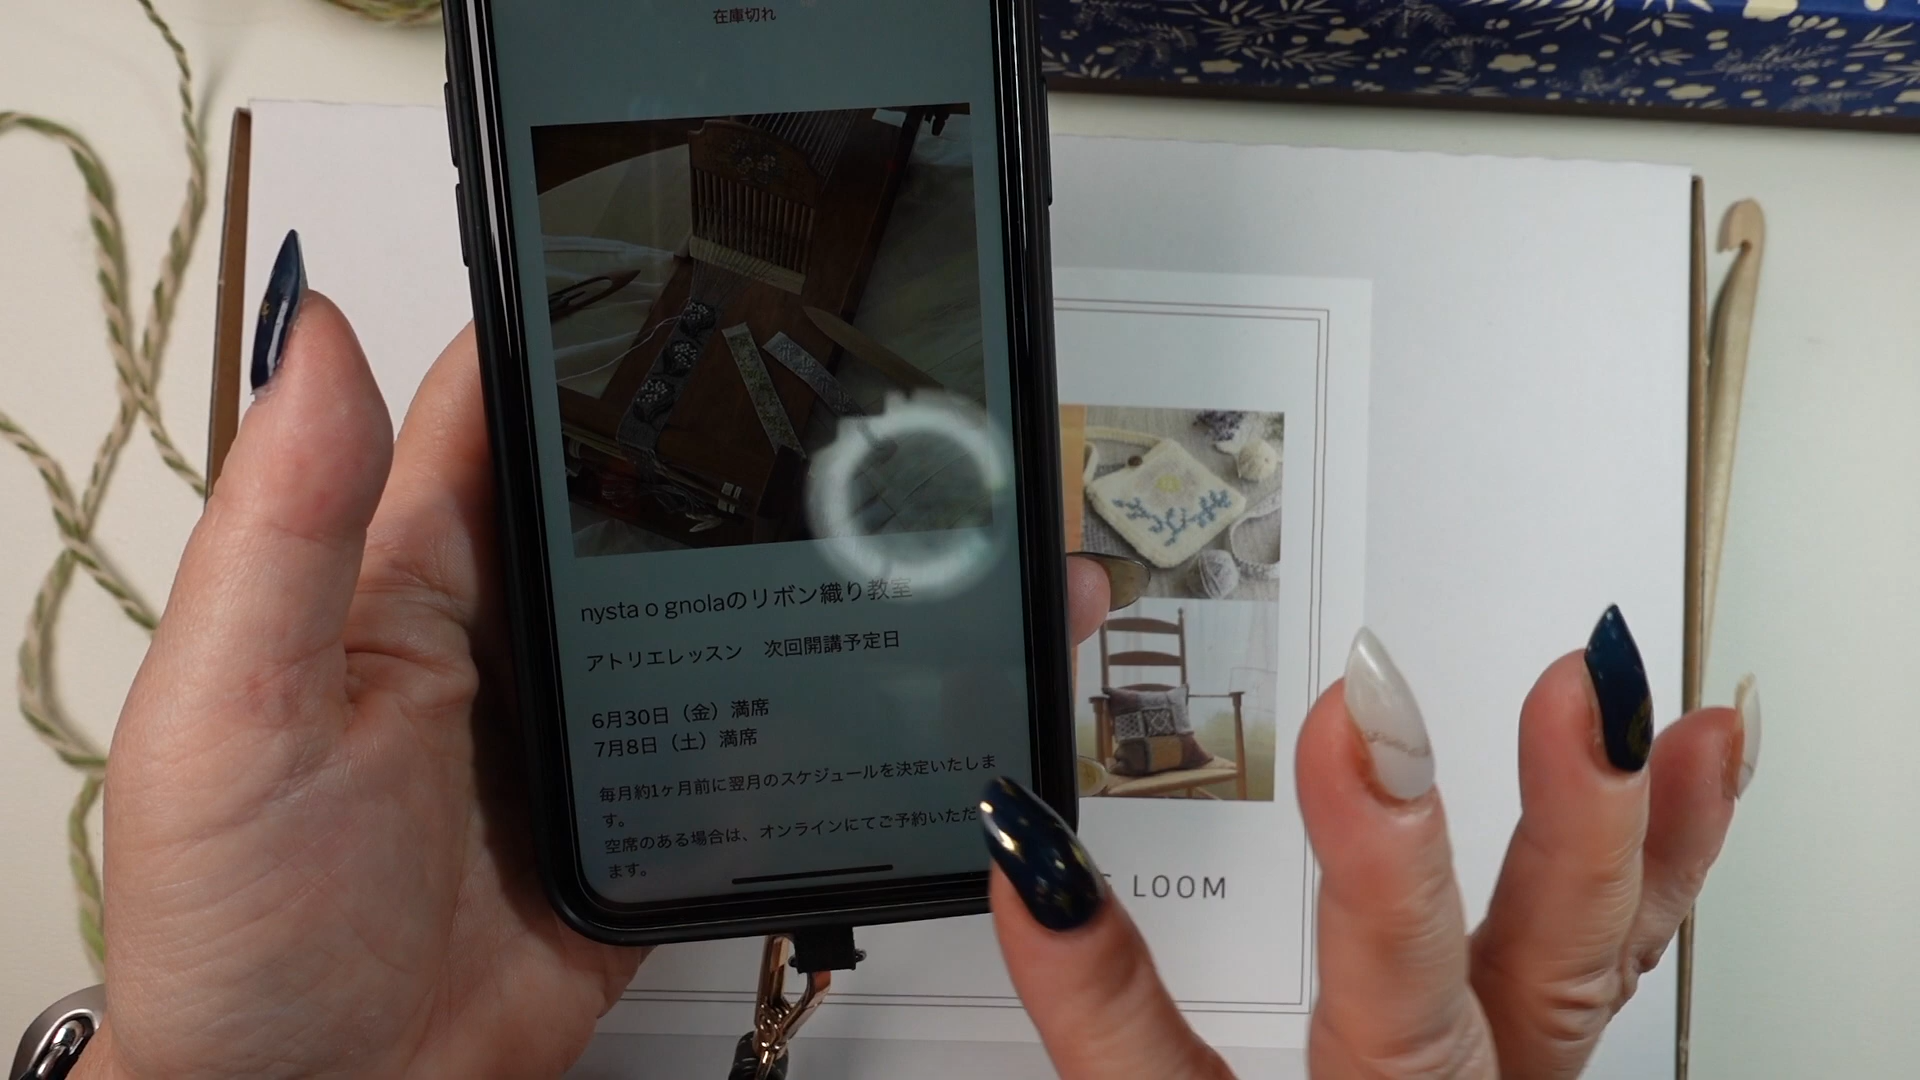 在庫切れ
nysta o gnolaのリボン織り教室
アトリエレッスン 次回開講予定日
6月30日（金）満席
7月8日（土）満席
毎月約1ヶ月前に翌月のスケジュールを決定いたしま
す。
空席のある場合は、オンラインにてご予約いただ
ます。
LOOM